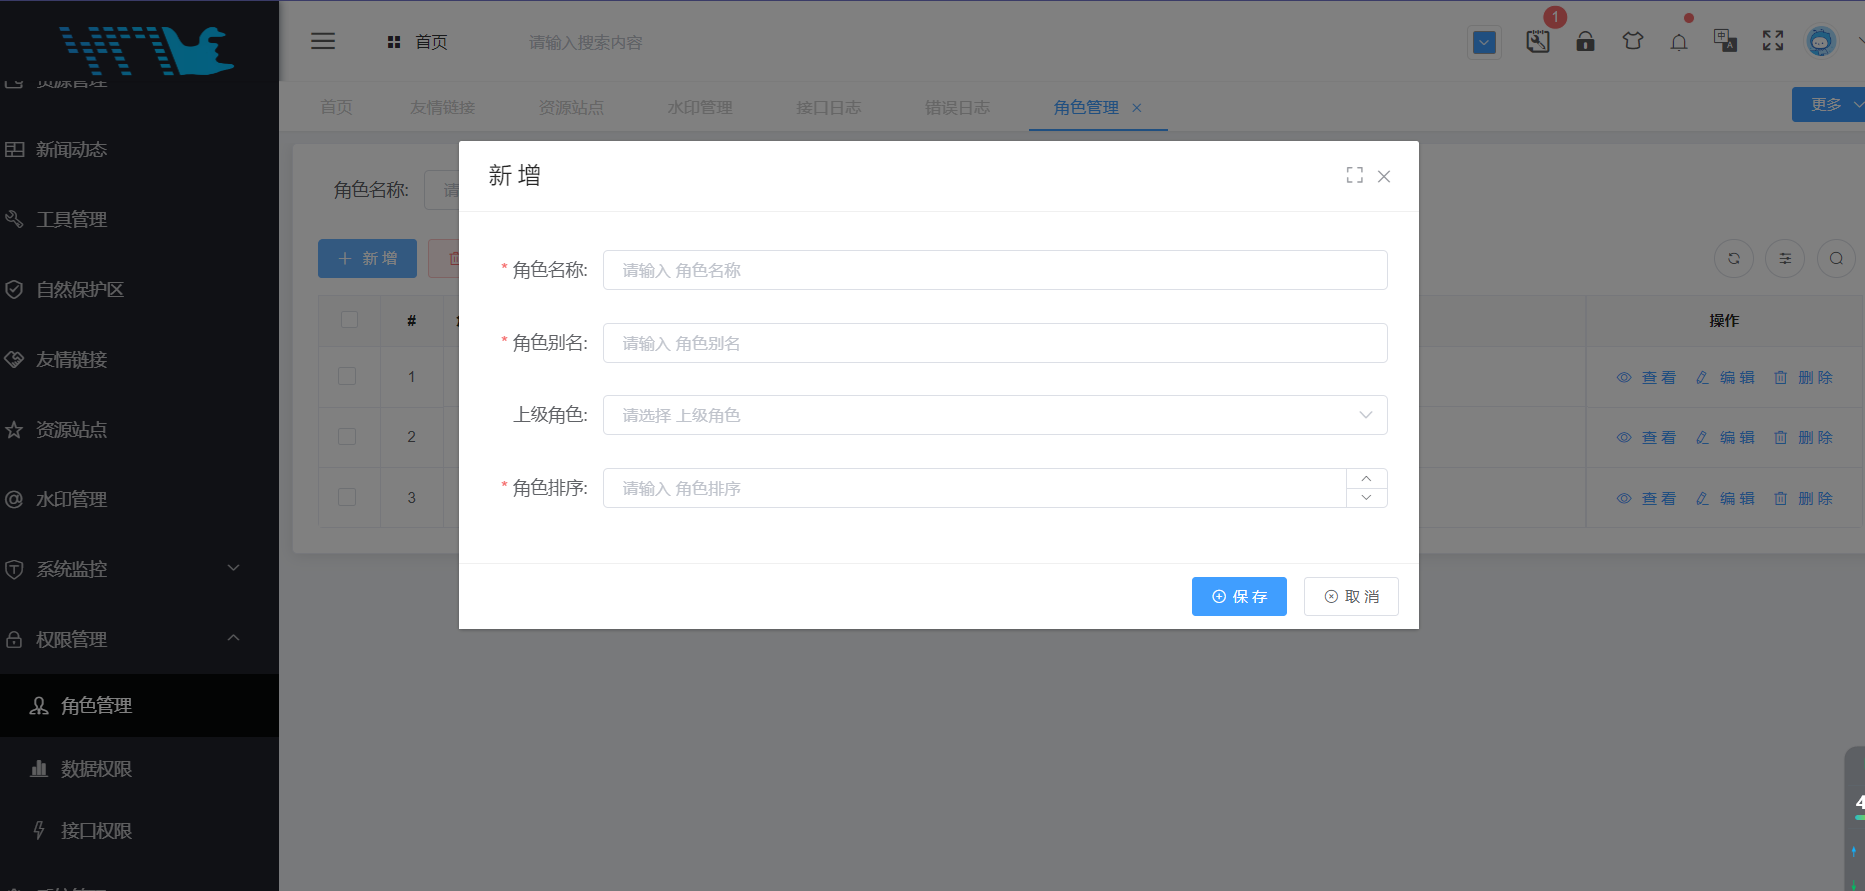 首页
请输入搜索内容
1
中
A
首页
友情链接
资源站点
水印管理
接口日志
错误日志
角色管理
更多
资源管理
新闻动态
工具管理
自然保护区
友情链接
资源站点
水印管理
系统监控
权限管理
角色管理
数据权限
接口权限
角色名称:
请
新 增
#
操作
1
查 看
编 辑
删 除
2
查 看
编 辑
删 除
3
查 看
编 辑
删 除
新 增
* 角色名称:
请输入 角色名称
* 角色别名:
请输入 角色别名
上级角色:
请选择 上级角色
* 角色排序:
请输入 角色排序
保 存
取 消
4